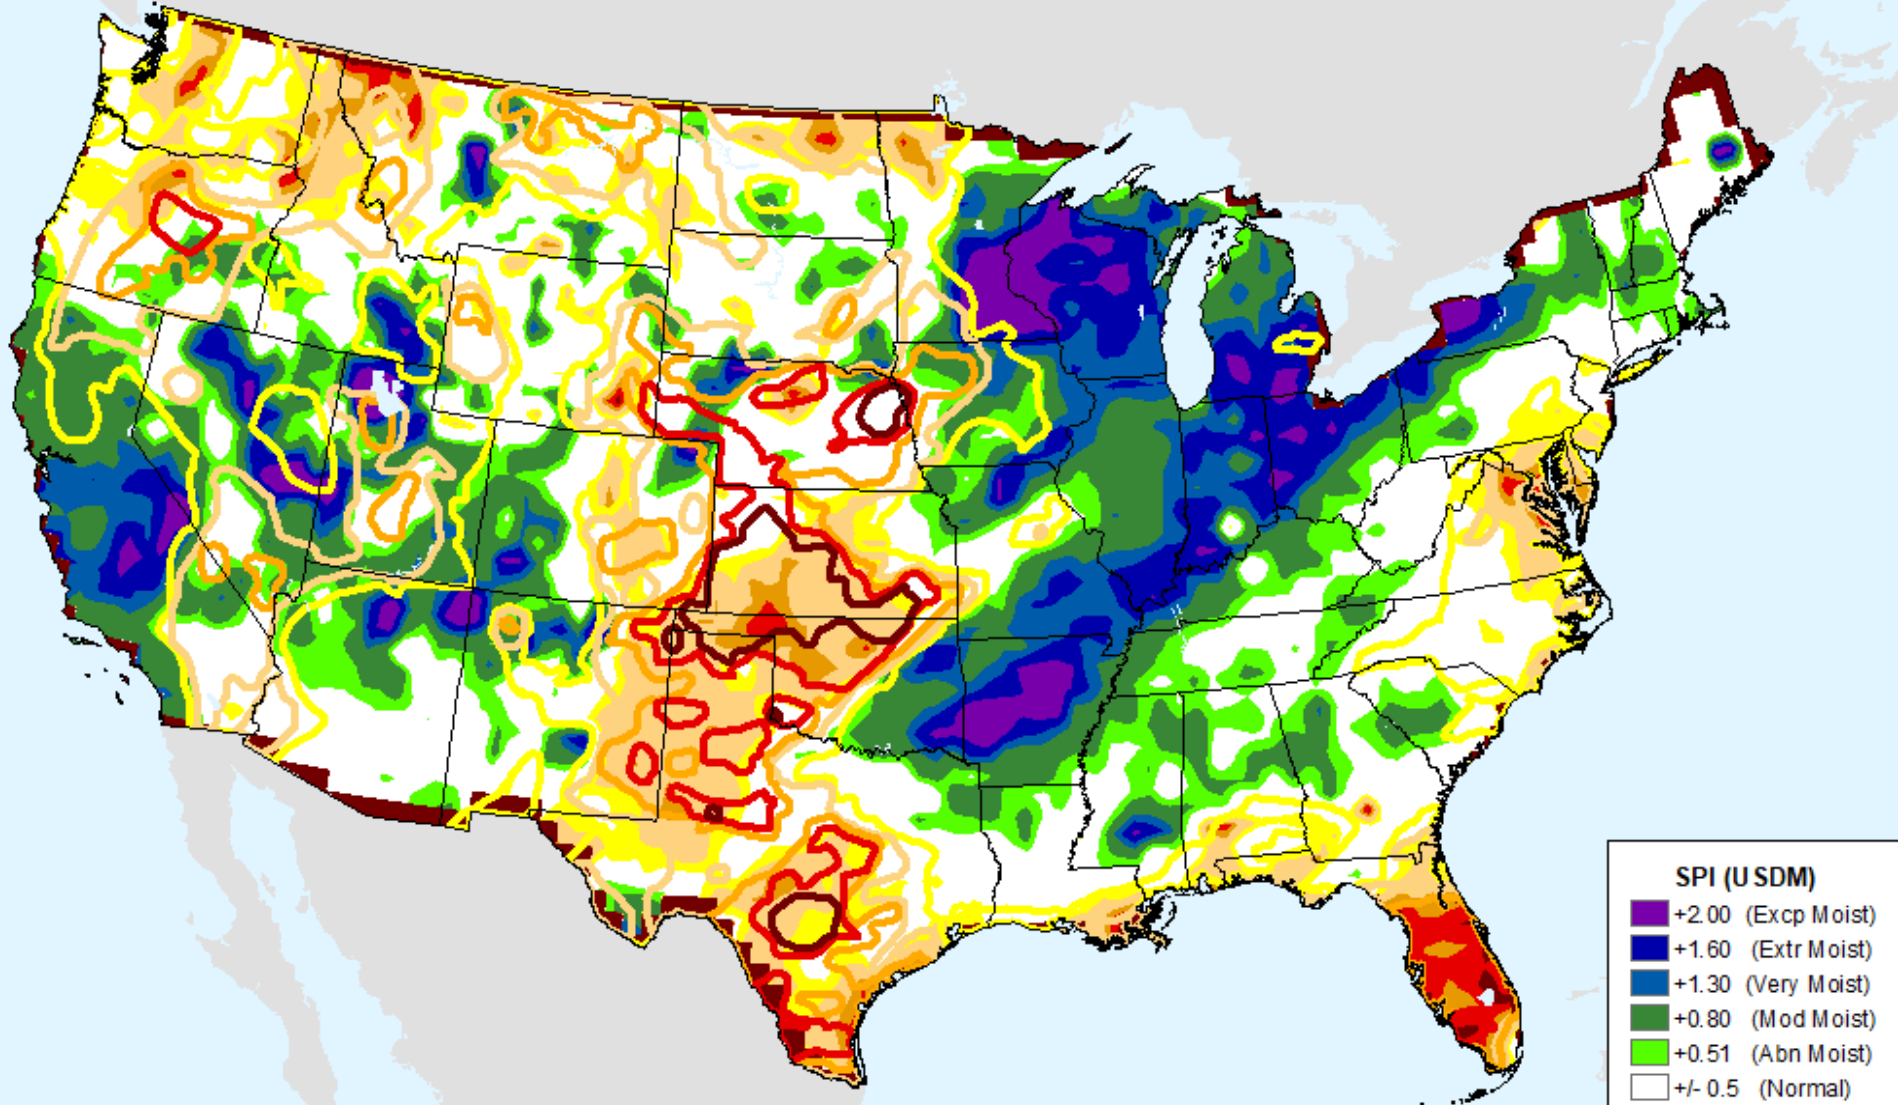 SPI (USDM)
+2.00 (Excp Moist)
+1.60 (Extr Moist)
+1.30 (Very Moist)
+0.80 (Mod Moist)
+0.51 (Abn Moist)
+/- 0.5 (Normal)